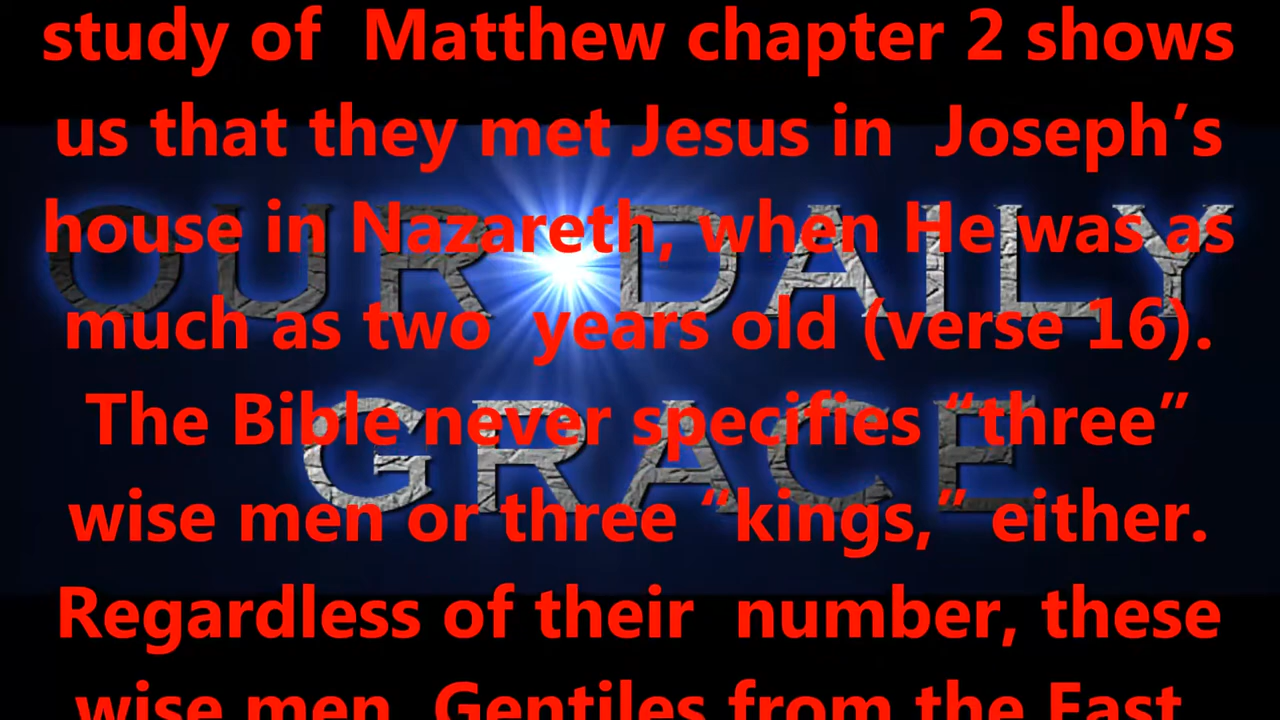 study of Matthew chapter 2 shows
us that they met Jesus in Joseph’s
house in Nazareth, when He was as
much as two years old (verse 16).
The Bible never specifies “three”
wise men or three “kings,” either.
Regardless of their number, these
wise men, Gentiles from the East,
OUR DAILY
GRACE